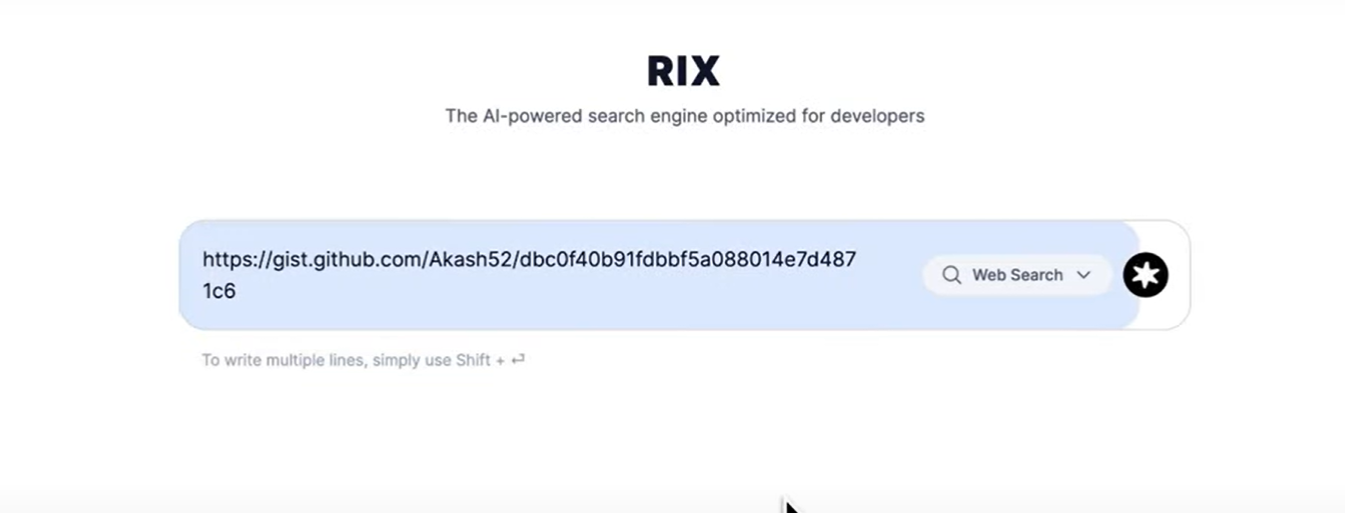 RIX
The AI-powered search engine optimized for developers
https://gist.github.com/Akash52/dbc0f40b91fdbbf5a088014e7d487
1c6
Web Search
To write multiple lines, simply use Shift + ⏎